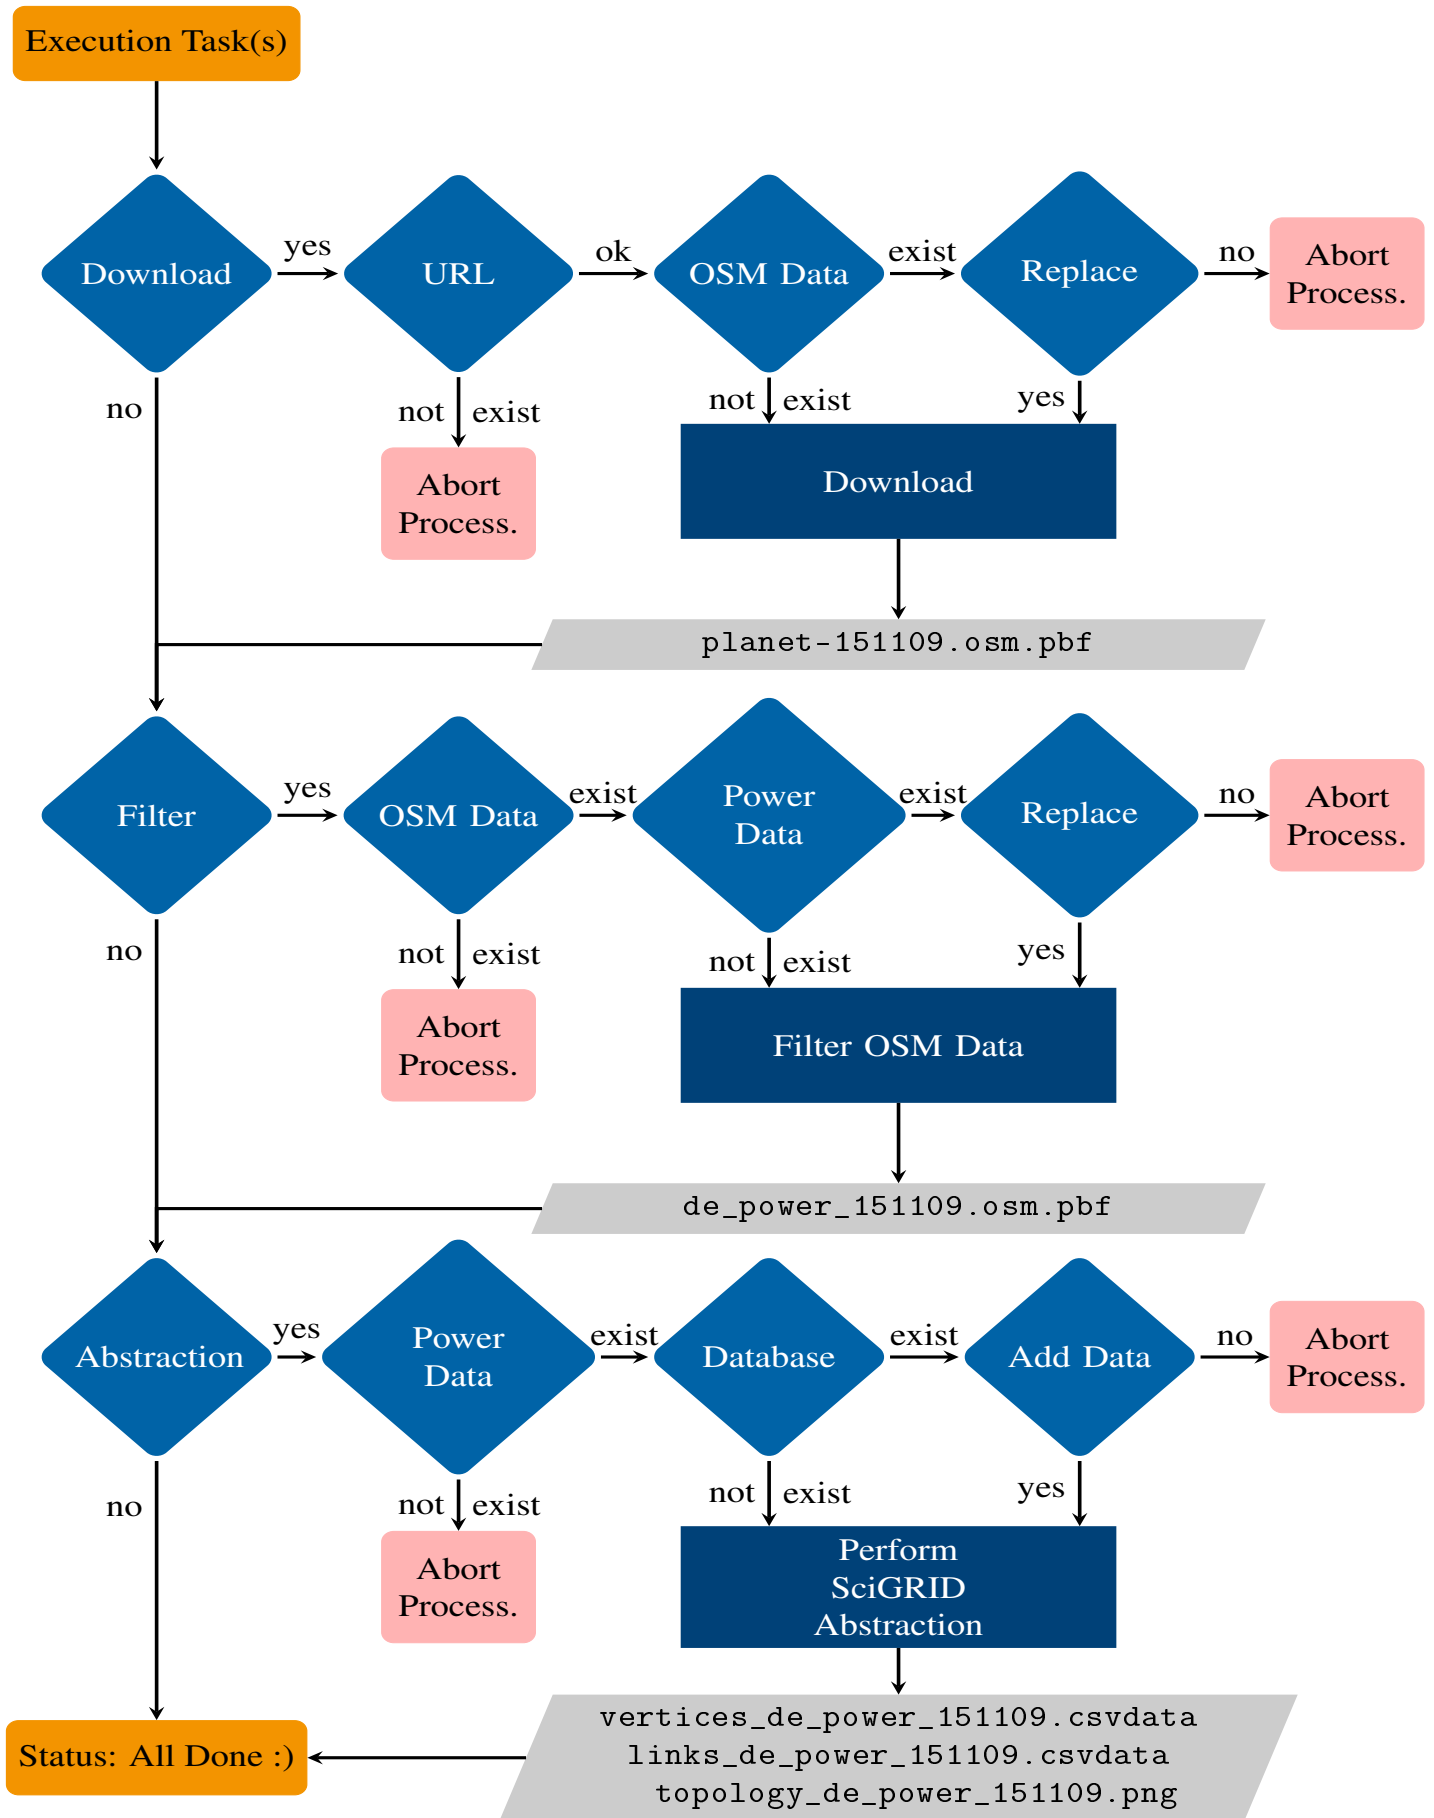 Execution Task(s)
yes
ok
exist
no
Download
URL
OSM Data
Replace
Abort
Process.
no
not exist
not exist
yes
Abort
Process.
Download
planet-151109.osm.pbf
yes
exist
exist
no
Filter
OSM Data
Power
Data
Replace
Abort
Process.
no
not exist
not exist
yes
Abort
Process.
Filter OSM Data
de_power_151109.osm.pbf
yes
exist
exist
no
Abstraction
Power
Data
Database
Add Data
Abort
Process.
no
not exist
not exist
yes
Abort
Process.
Perform
SciGRID
Abstraction
Status: All Done :)
vertices_de_power_151109.csvdata
links_de_power_151109.csvdata
topology_de_power_151109.png